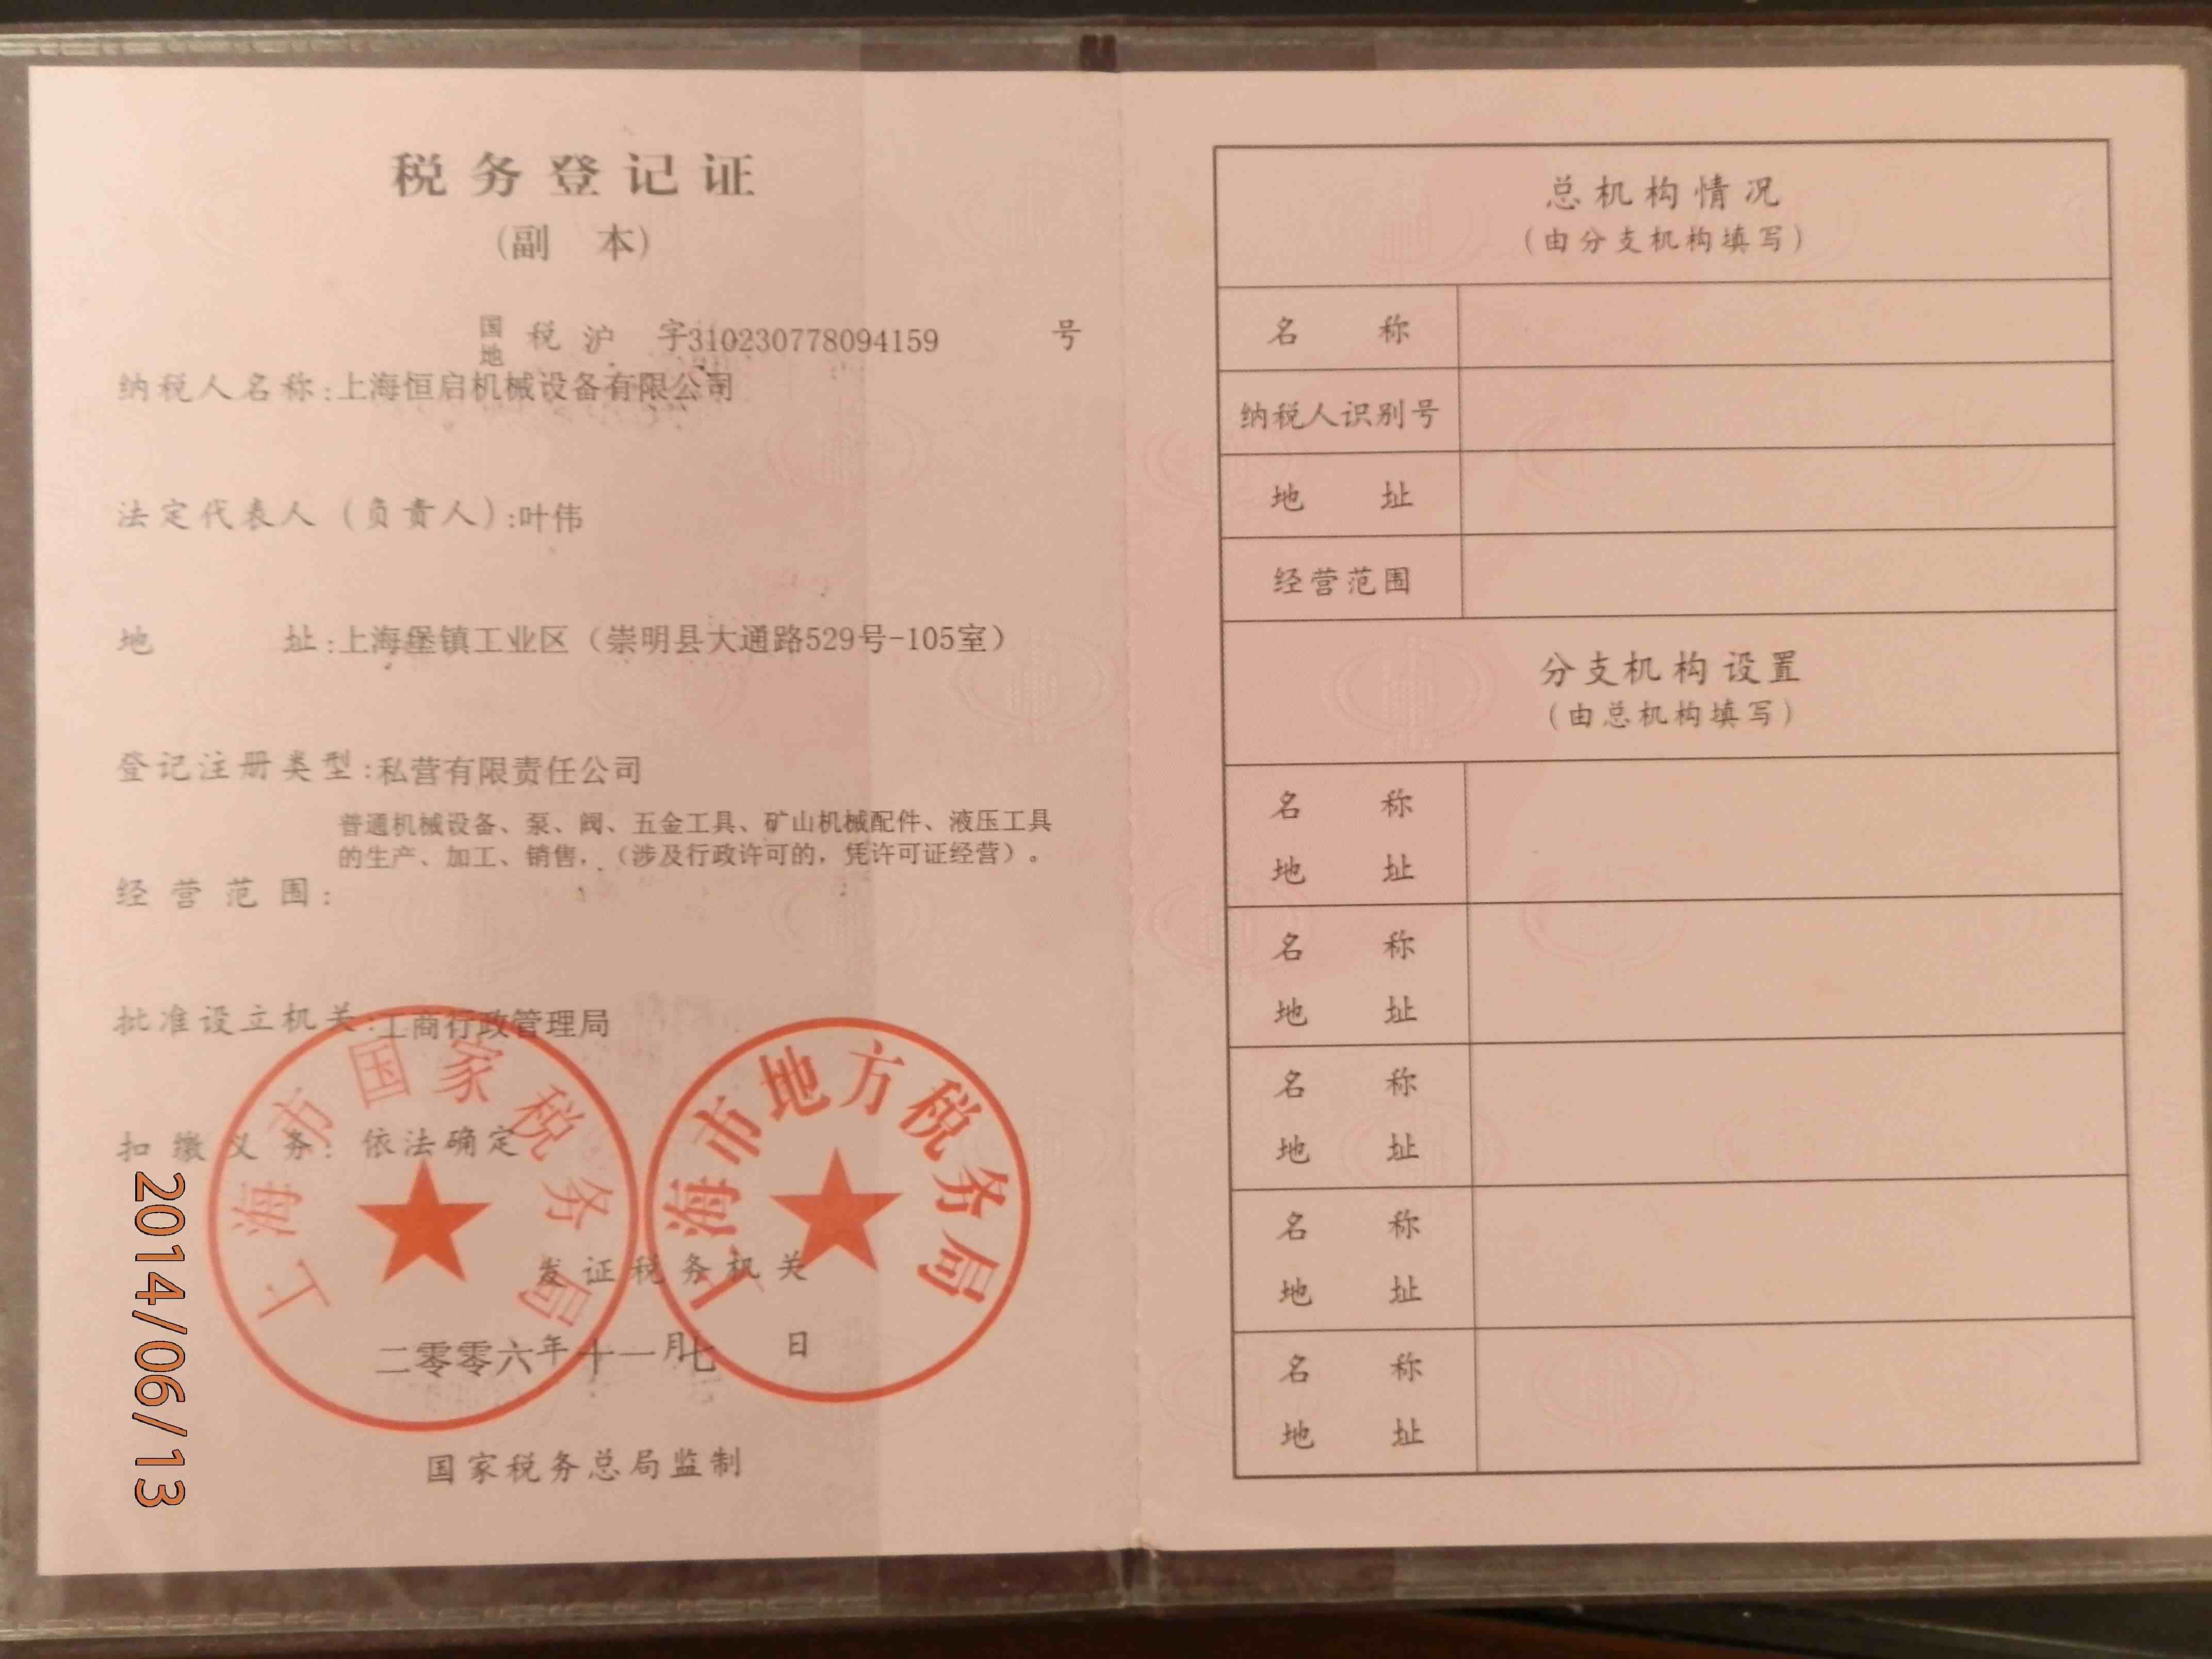 税务登记证
(副 本)
国
地
税 沪 字310230778094159 号
纳税人名称:上海恒启机械设备有限公司
法定代表人(负责人):叶伟
地 址:上海堡镇工业区（崇明县大通路529号-105室）
登记注册类型:私营有限责任公司
普通机械设备、泵、阀、五金工具、矿山机械配件、液压工具
的生产、加工、销售，.（涉及行政许可的，凭许可证经营）。
经营范围:
批准设立机关:工商行政管理局
扣缴义务: 依法确定
上海市国家税务局
上海市地方税务局
发证税务机关
二零零六年十一月七 日
国家税务总局监制
2014/06/13
总机构情况
(由分支机构填写)
名 称
纳税人识别号
地 址
经营范围
分支机构设置
(由总机构填写)
名 称
地 址
名 称
地 址
名 称
地 址
名 称
地 址
名 称
地 址